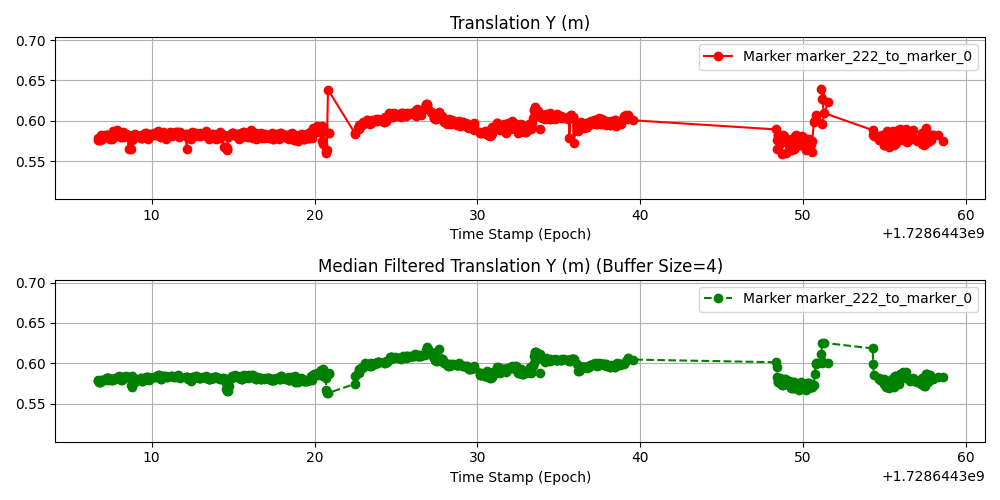 Translation Y (m)
0.70
0.65
0.60
0.55
Marker marker_222_to_marker_0
10 20 30 40 50 60
Time Stamp (Epoch)
+1.7286443e9
Median Filtered Translation Y (m) (Buffer Size=4)
0.70
0.65
0.60
0.55
Marker marker_222_to_marker_0
10 20 30 40 50 60
Time Stamp (Epoch)
+1.7286443e9